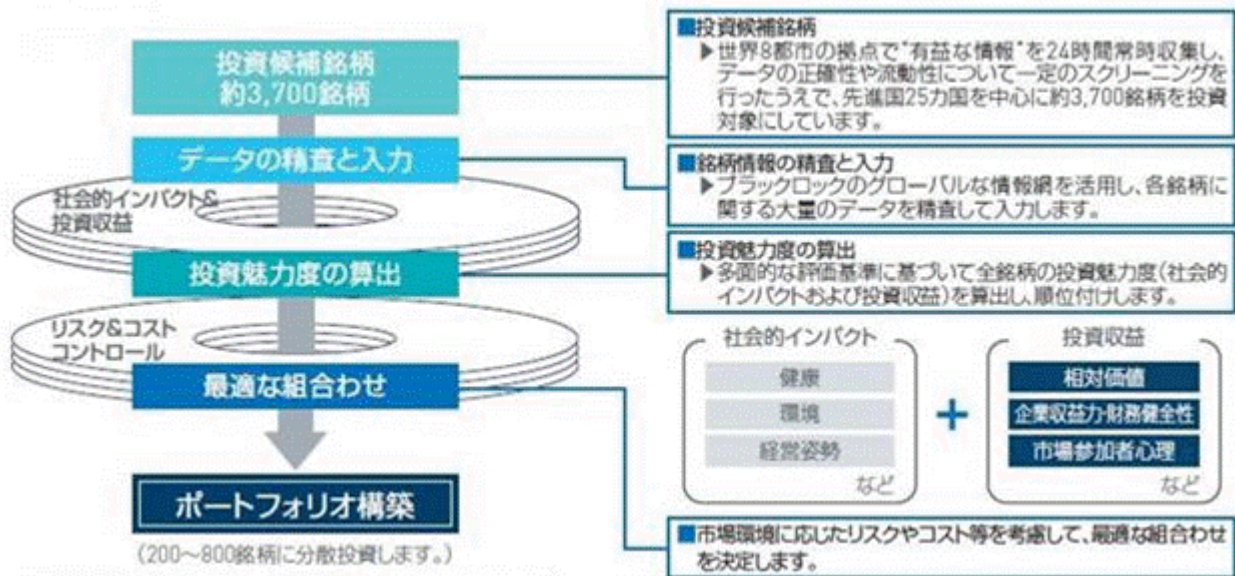 投資候補銘柄
約3,700銘柄
データの精査と入力
社会的インパクト&
投資収益
投資魅力度の算出
リスク&コスト
コントロール
最適な組合わせ
ポートフォリオ構築
(200～800銘柄に分散投資します。)
■投資候補銘柄
▶世界8都市の拠点で"有益な情報"を24時間常時収集し、
データの正確性や流動性について一定のスクリーニングを
行ったうえで、先進国25カ国を中心に約3,700銘柄を投資
対象にしています。
■銘柄情報の精査と入力
▶ブラックロックのグローバルな情報網を活用し、各銘柄に
関する大量のデータを精査して入力します。
■投資魅力度の算出
▶多面的な評価基準に基づいて全銘柄の投資魅力度(社会的
インパクトおよび投資収益)を算出し、順位付けします。
社会的インパクト
健康
環境
経営姿勢
など
+
投資収益
相対価値
企業収益力・財務健全性
市場参加者心理
など
■市場環境に応じたリスクやコスト等を考慮して、最適な組合わせ
を決定します。